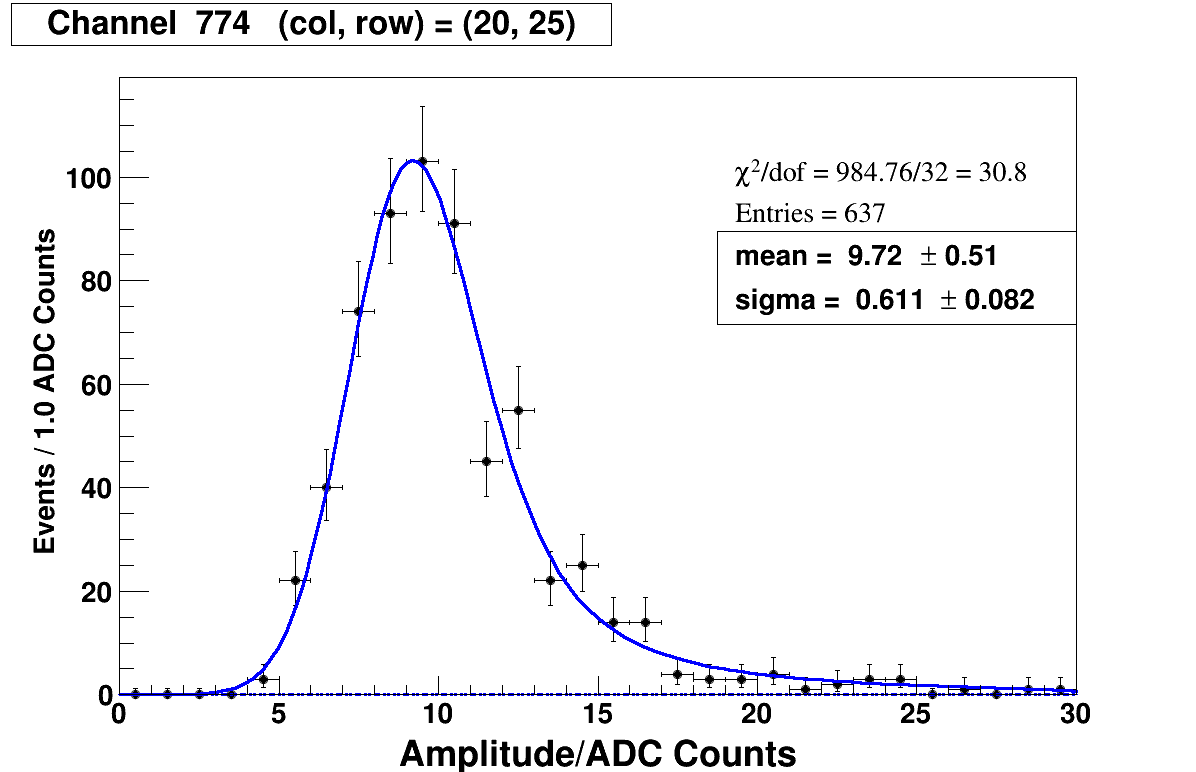 Channel 774 (col, row) = (20, 25)
χ²/dof = 984.76/32 = 30.8
Entries = 637
mean = 9.72 ± 0.51
sigma = 0.611 ± 0.082
Events / 1.0 ADC Counts
100
80
60
40
20
0
0 5 10 15 20 25 30
Amplitude/ADC Counts